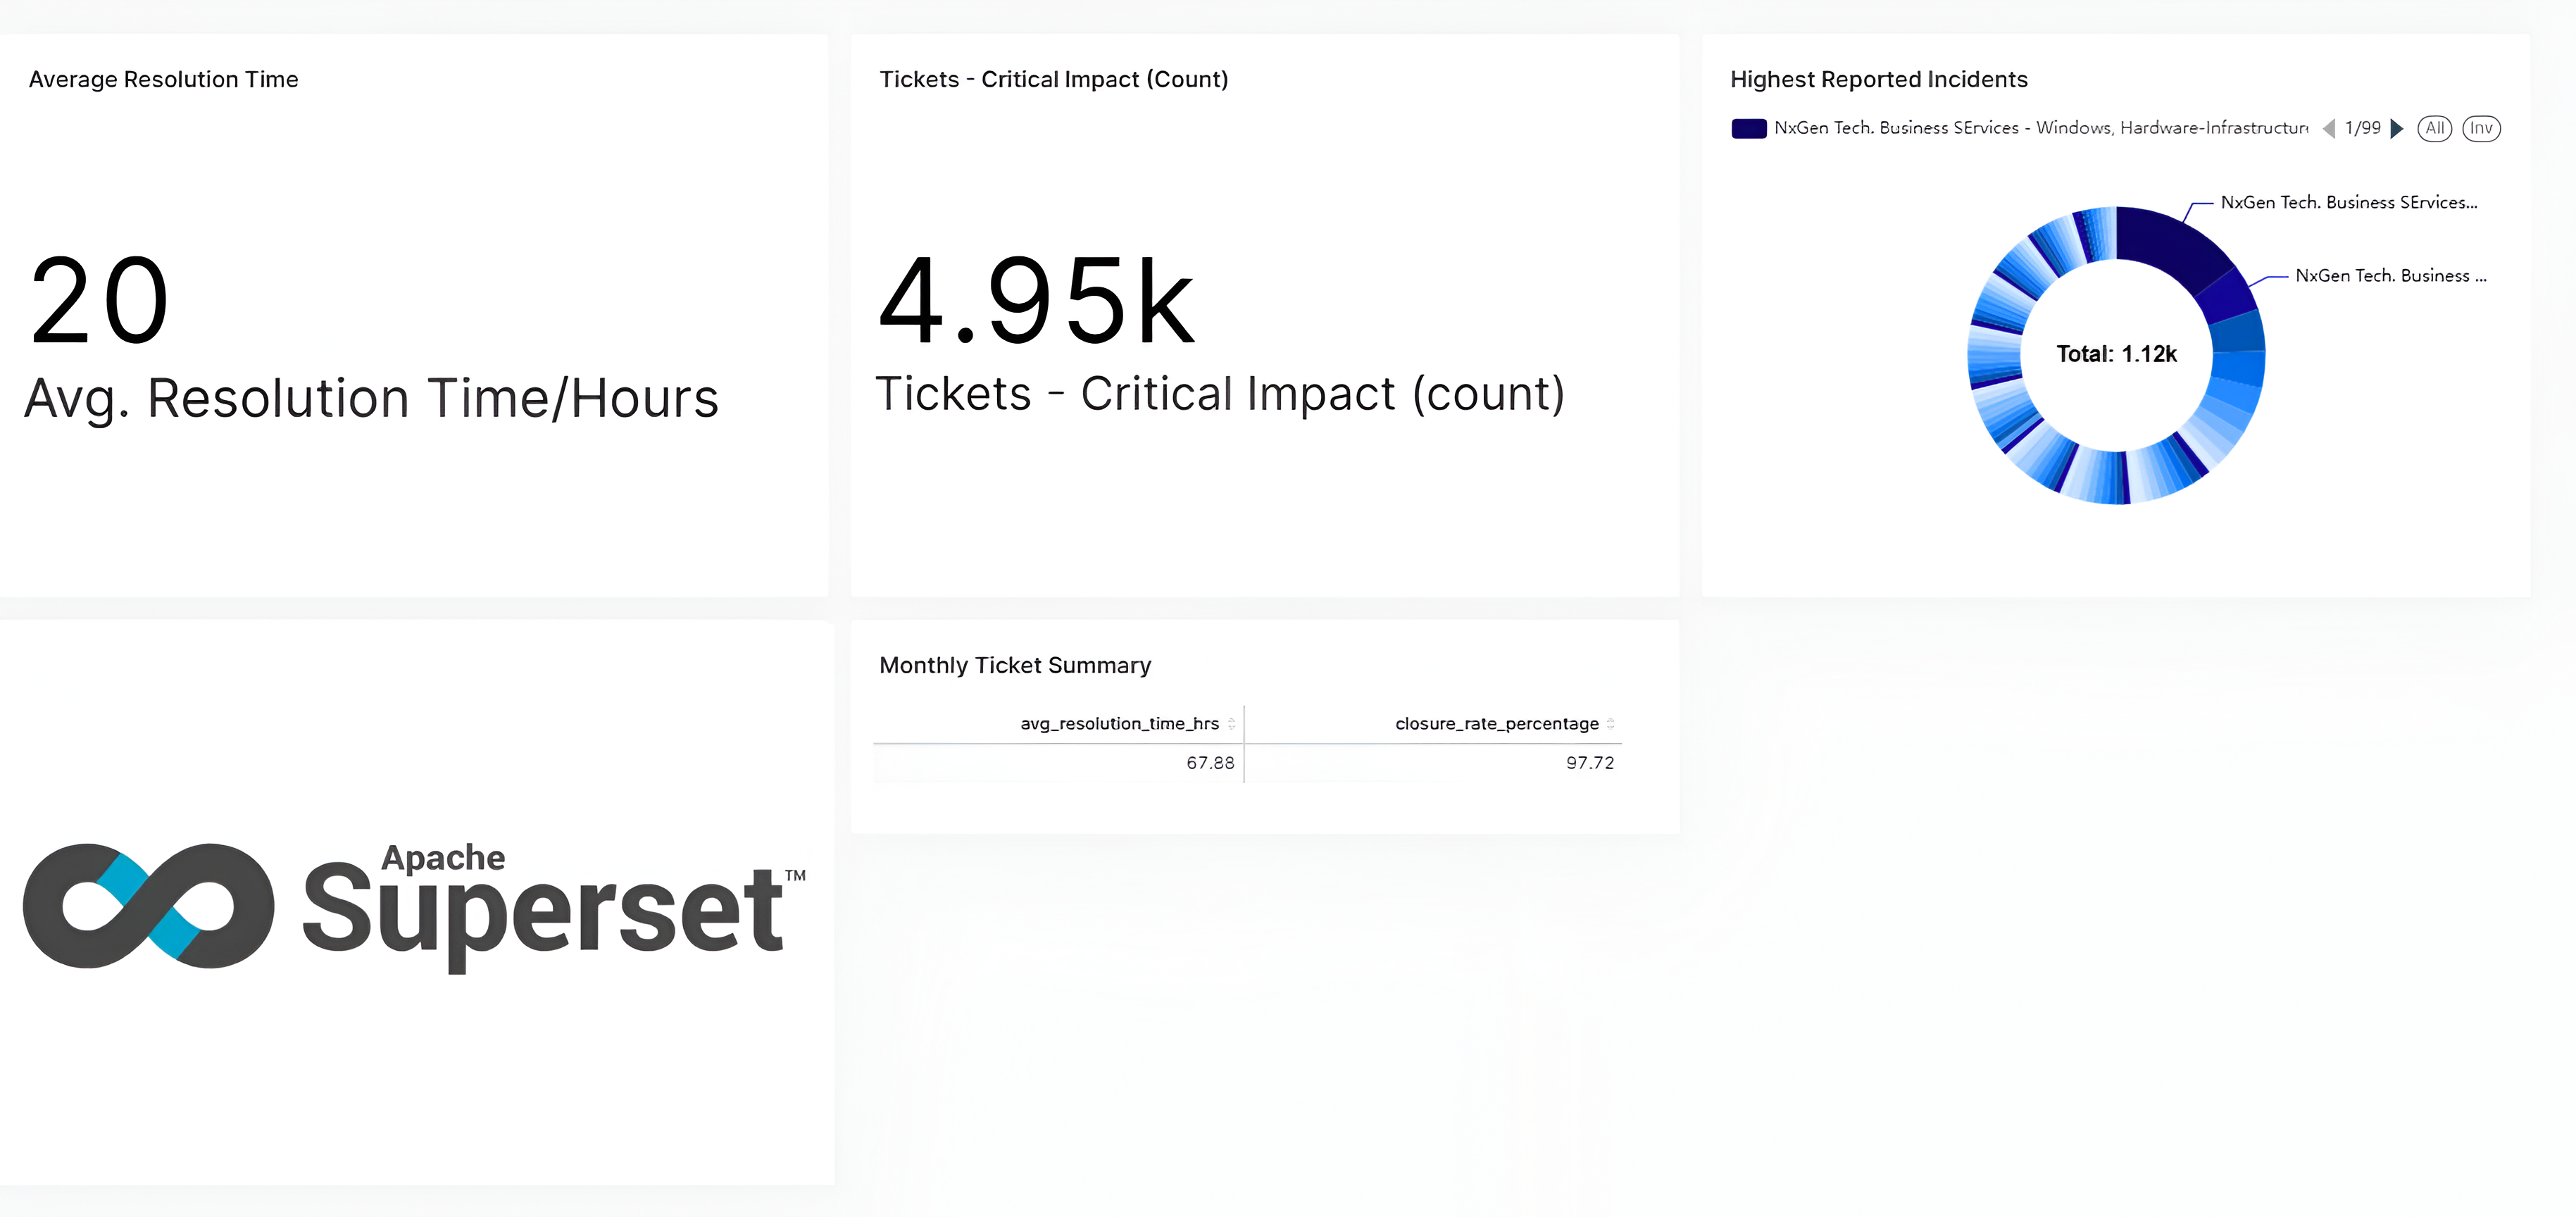 Average Resolution Time
20
Avg. Resolution Time/Hours
Tickets - Critical Impact (Count)
4.95k
Tickets - Critical Impact (count)
Highest Reported Incidents
NxGen Tech. Business SErvices - Windows, Hardware-Infrastructure 1/99 All Inv
NxGen Tech. Business SErvices...
NxGen Tech. Business ...
Total: 1.12k
Apache
Superset™
Monthly Ticket Summary
avg_resolution_time_hrs closure_rate_percentage
67.88 97.72